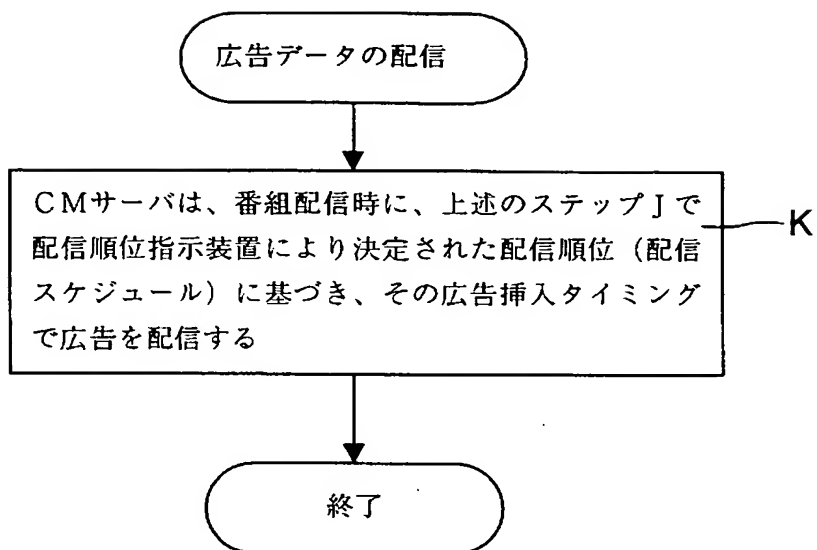 広告データの配信
CMサーバは、番組配信時に、上述のステップJで
配信順位指示装置により決定された配信順位（配信
スケジュール）に基づき、その広告挿入タイミング
で広告を配信する
K
終了